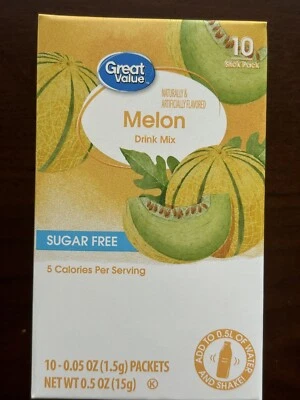 10
Stick Pack
Great
Value
NATURALLY &
ARTIFICIALLY FLAVORED
Melon
Drink Mix
SUGAR FREE
5 Calories Per Serving
ADD TO 0.5L OF WATER
AND SHAKE!
10 - 0.05 OZ (1.5g) PACKETS
NET WT 0.5 OZ (15g)
K